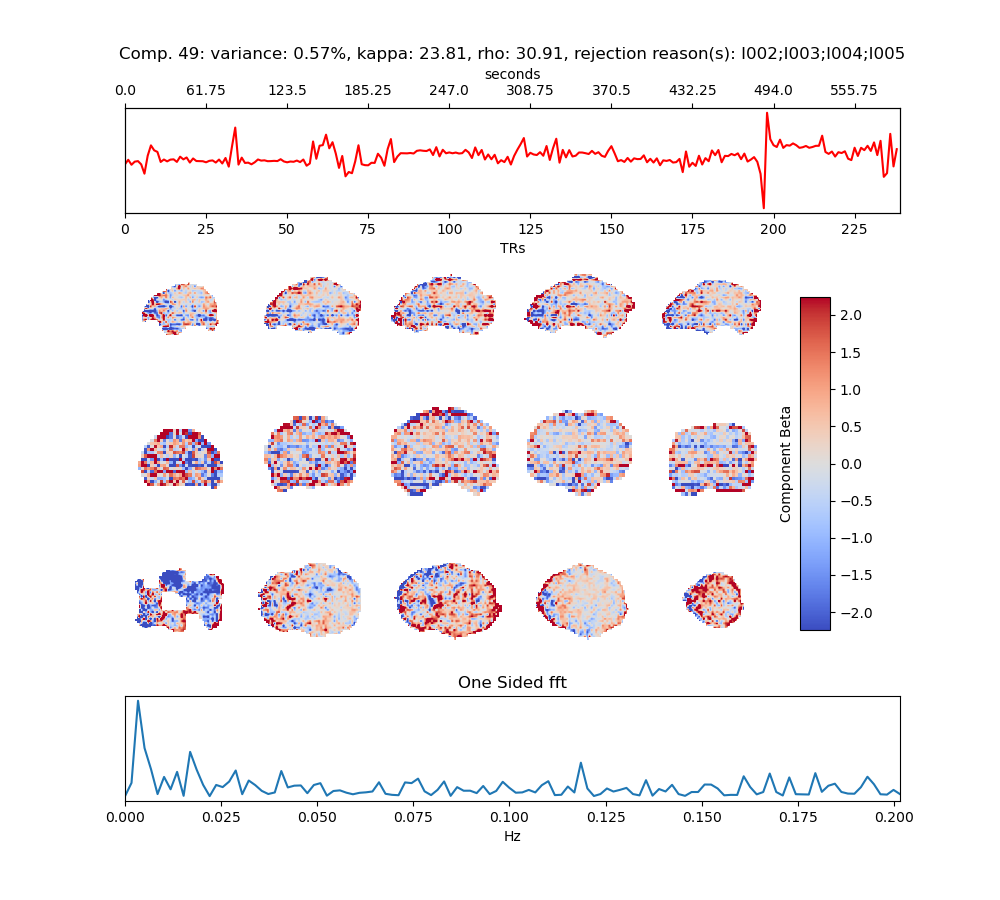 Comp. 49: variance: 0.57%, kappa: 23.81, rho: 30.91, rejection reason(s): I002;I003;I004;I005
seconds
0.0 61.75 123.5 185.25 247.0 308.75 370.5 432.25 494.0 555.75
0 25 50 75 100 125 150 175 200 225
TRs
Component Beta
2.0
1.5
1.0
0.5
0.0
−0.5
−1.0
−1.5
−2.0
One Sided fft
0.000 0.025 0.050 0.075 0.100 0.125 0.150 0.175 0.200
Hz